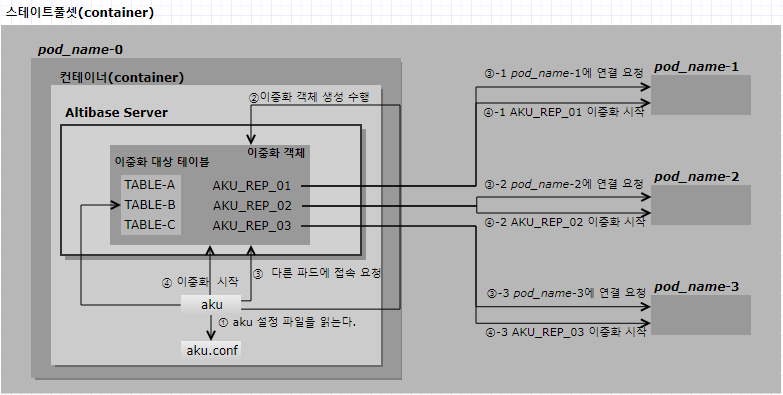 스테이트풀셋(container)
pod_name-0
컨테이너(container)
②이중화 객체 생성 수행
Altibase Server
이중화 대상 테이블
이중화 객체
TABLE-A
AKU_REP_01
TABLE-B
AKU_REP_02
TABLE-C
AKU_REP_03
④ 이중화 시작
③ 다른 파드에 접속 요청
aku
① aku 설정 파일을 읽는다.
aku.conf
③-1 pod_name-1에 연결 요청
pod_name-1
④-1 AKU_REP_01 이중화 시작
③-2 pod_name-2에 연결 요청
pod_name-2
④-2 AKU_REP_02 이중화 시작
③-3 pod_name-3에 연결 요청
pod_name-3
④-3 AKU_REP_03 이중화 시작